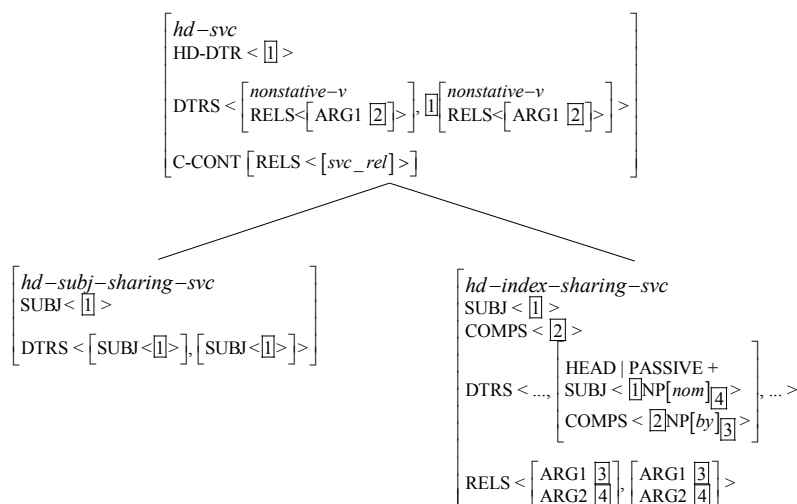 hd−svc
HD-DTR < [1] >
DTRS < [nonstative−v RELS<[ARG1 [2]]>], [1][nonstative−v RELS<[ARG1 [2]]>] >
C-CONT [RELS < [svc_rel] >]
hd−subj−sharing−svc
SUBJ < [1] >
DTRS < [SUBJ<[1]>], [SUBJ<[1]>] >
hd−index−sharing−svc
SUBJ < [1] >
COMPS < [2] >
DTRS < ..., [HEAD | PASSIVE + SUBJ < [1]NP[nom][4] > COMPS < [2]NP[by][3] >], ... >
RELS < [ARG1 [3] ARG2 [4]], [ARG1 [3] ARG2 [4]] >